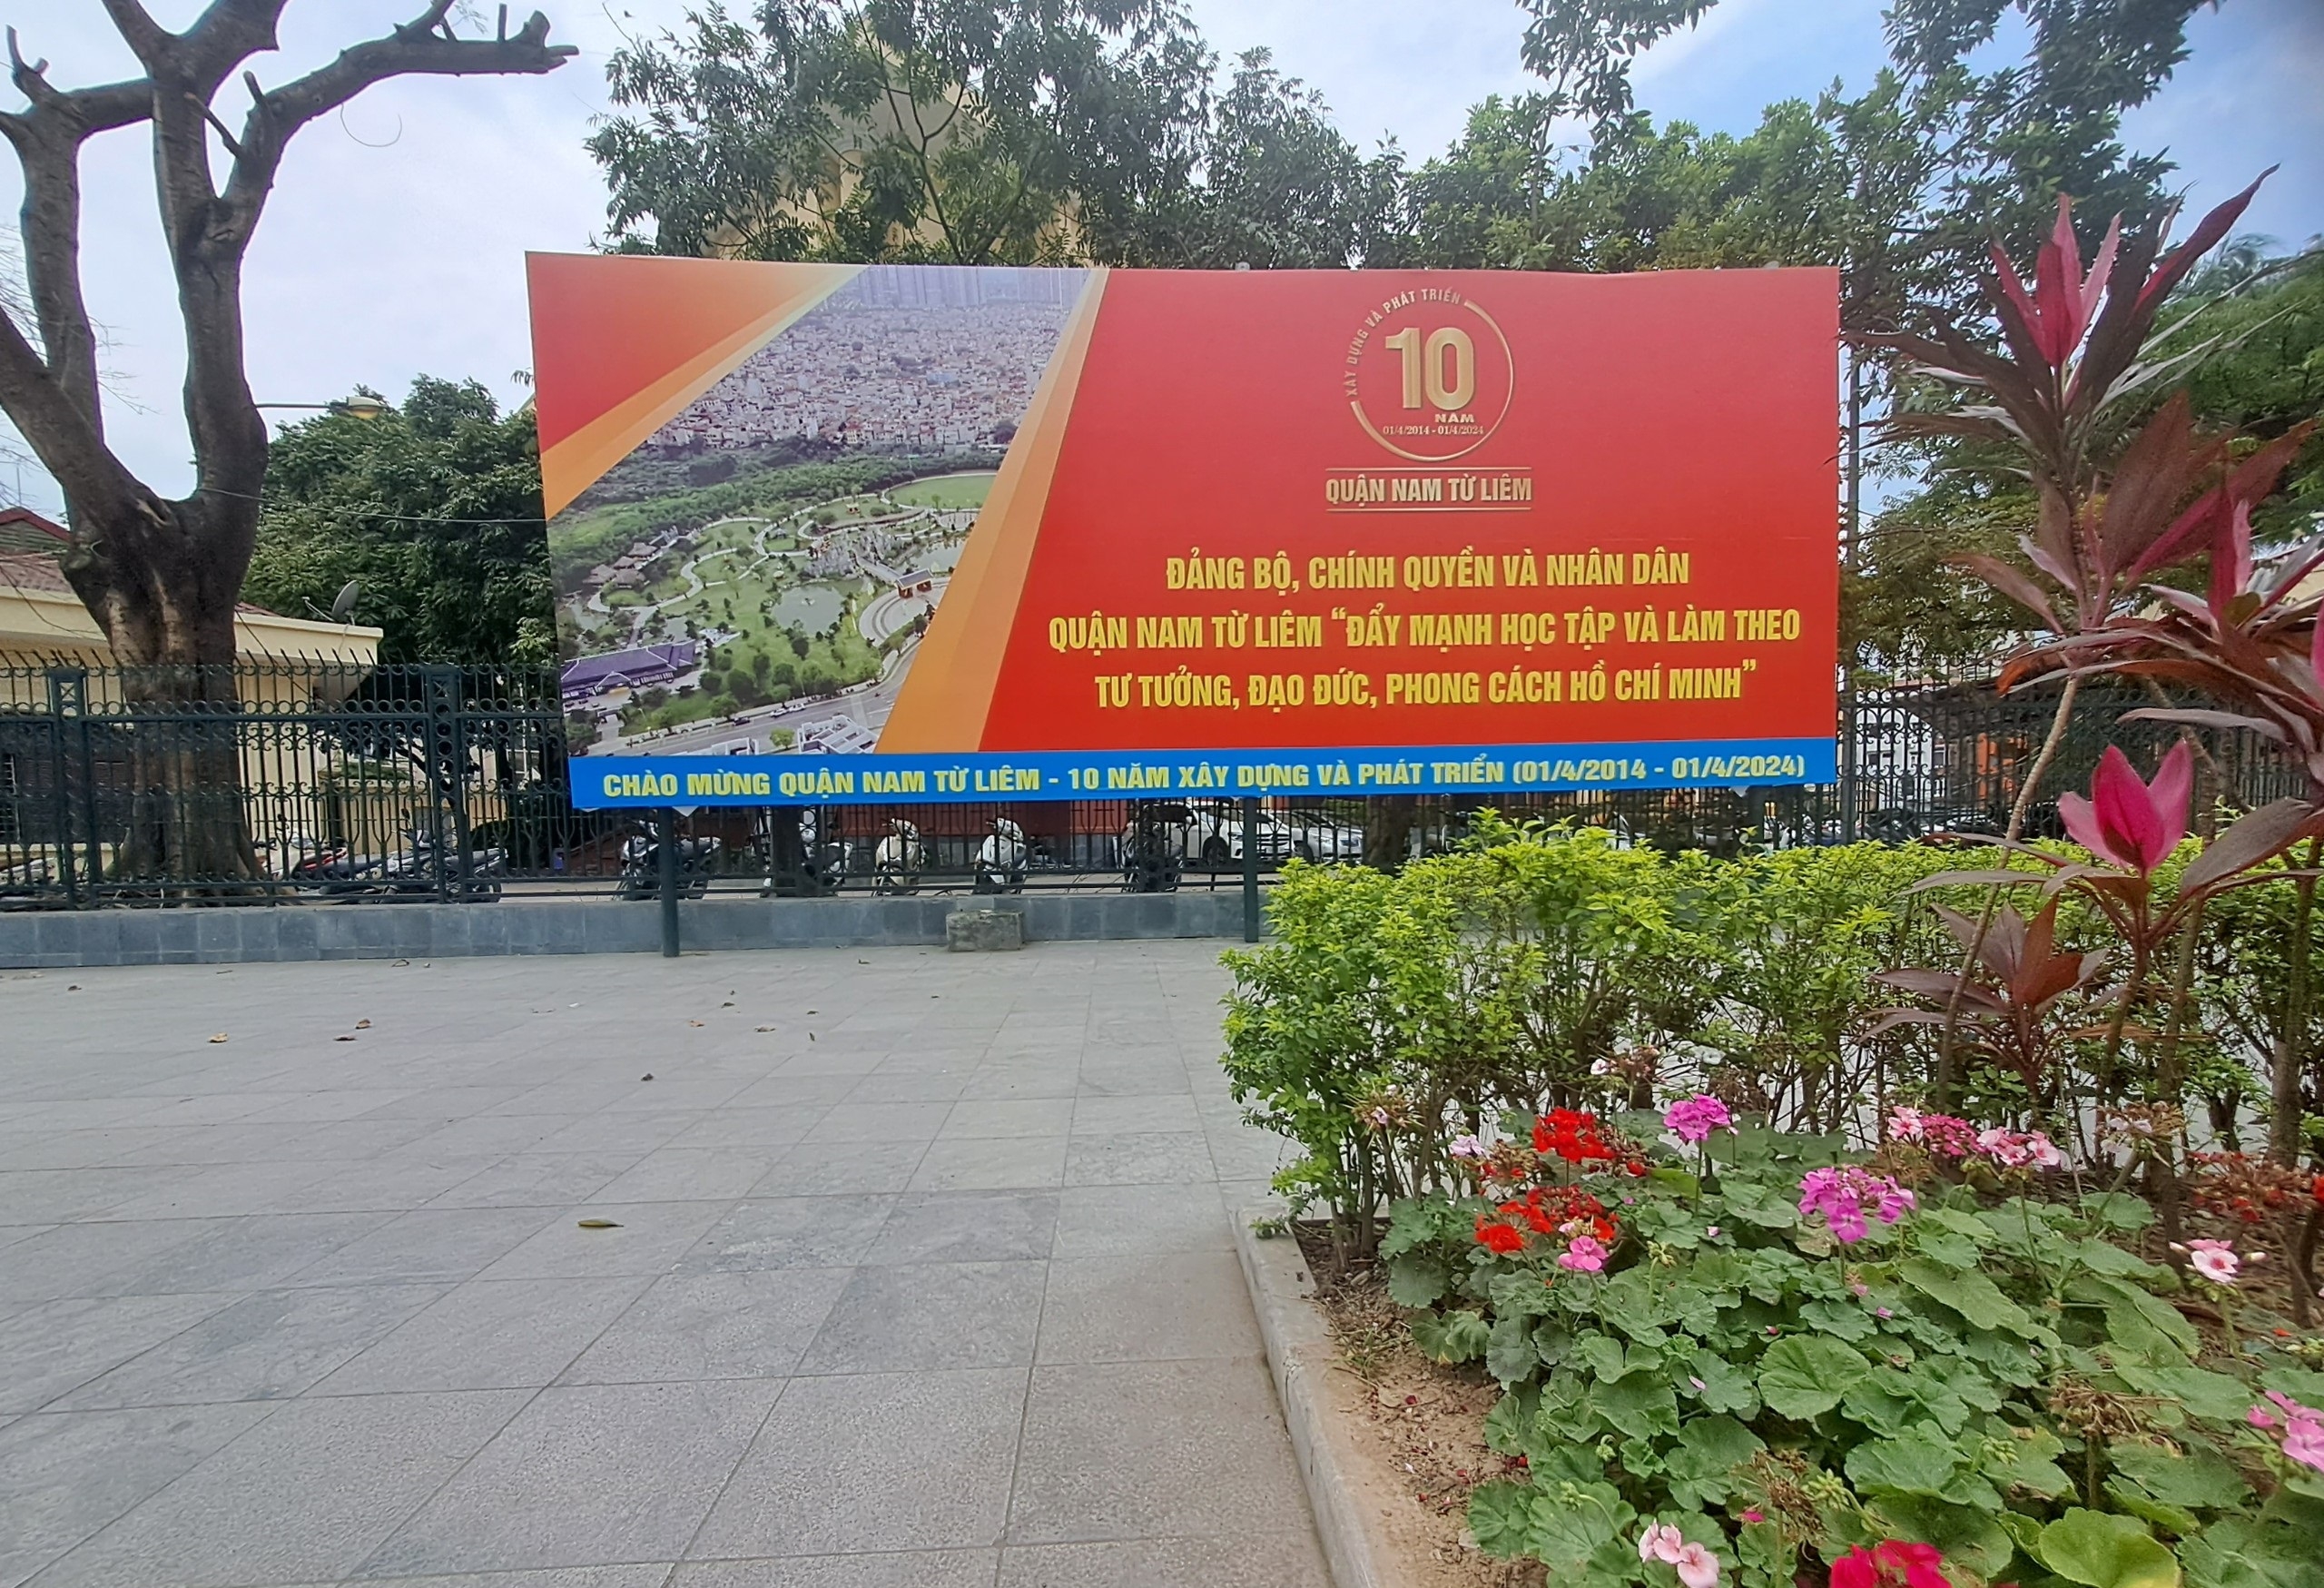 XÂY DỰNG VÀ PHÁT TRIỂN
10
NĂM
01/4/2014 - 01/4/2024
QUẬN NAM TỪ LIÊM
ĐẢNG BỘ, CHÍNH QUYỀN VÀ NHÂN DÂN
QUẬN NAM TỪ LIÊM “ĐẨY MẠNH HỌC TẬP VÀ LÀM THEO
TƯ TƯỞNG, ĐẠO ĐỨC, PHONG CÁCH HỒ CHÍ MINH”
CHÀO MỪNG QUẬN NAM TỪ LIÊM - 10 NĂM XÂY DỰNG VÀ PHÁT TRIỂN (01/4/2014 - 01/4/2024)